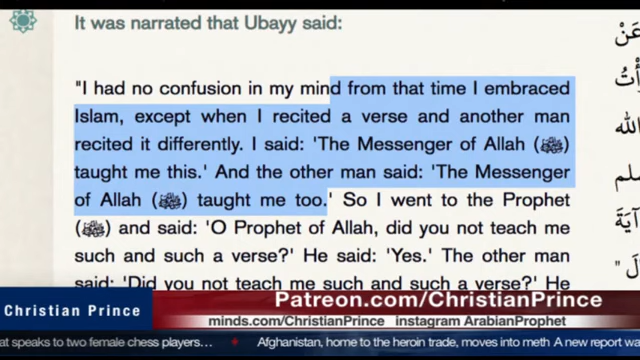 It was narrated that Ubayy said:
"I had no confusion in my mind from that time I embraced
Islam, except when I recited a verse and another man
recited it differently. I said: 'The Messenger of Allah (ﷺ)
taught me this.' And the other man said: 'The Messenger
of Allah (ﷺ) taught me too.' So I went to the Prophet
(ﷺ) and said: 'O Prophet of Allah, did you not teach me
such and such a verse?' He said: 'Yes.' The other man
said: 'Did you not teach me such and such a verse?' He
عَنْ
الله
سلم
آيَةَ
Christian Prince
Patreon.com/ChristianPrince
minds.com/ChristianPrince instagram ArabianProphet
at speaks to two female chess players... ♦ Afghanistan, home to the heroin trade, moves into meth A new report wa